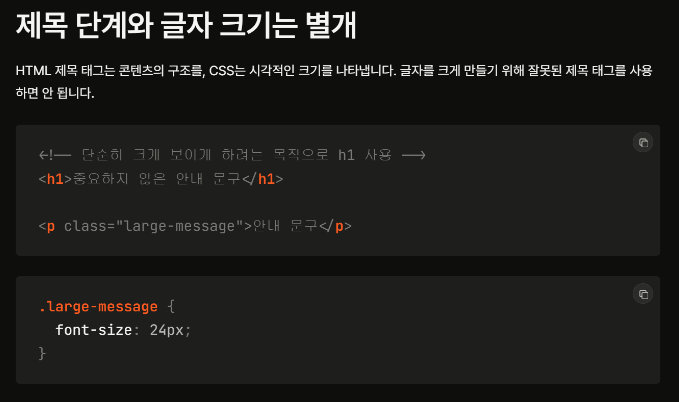 제목 단계와 글자 크기는 별개
HTML 제목 태그는 콘텐츠의 구조를, CSS는 시각적인 크기를 나타냅니다. 글자를 크게 만들기 위해 잘못된 제목 태그를 사용
하면 안 됩니다.
<!-- 단순히 크게 보이게 하려는 목적으로 h1 사용 -->
<h1>중요하지 않은 안내 문구</h1>
<p class="large-message">안내 문구</p>
.large-message {
  font-size: 24px;
}